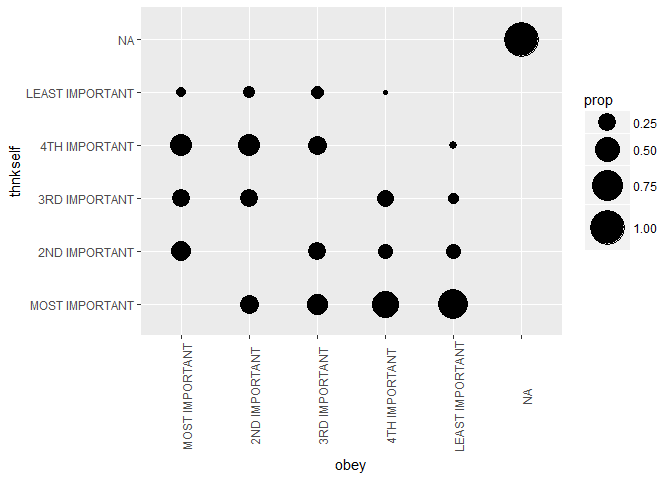 NA
LEAST IMPORTANT
4TH IMPORTANT
3RD IMPORTANT
2ND IMPORTANT
MOST IMPORTANT
thnkself
MOST IMPORTANT
2ND IMPORTANT
3RD IMPORTANT
4TH IMPORTANT
LEAST IMPORTANT
NA
obey
prop
0.25
0.50
0.75
1.00